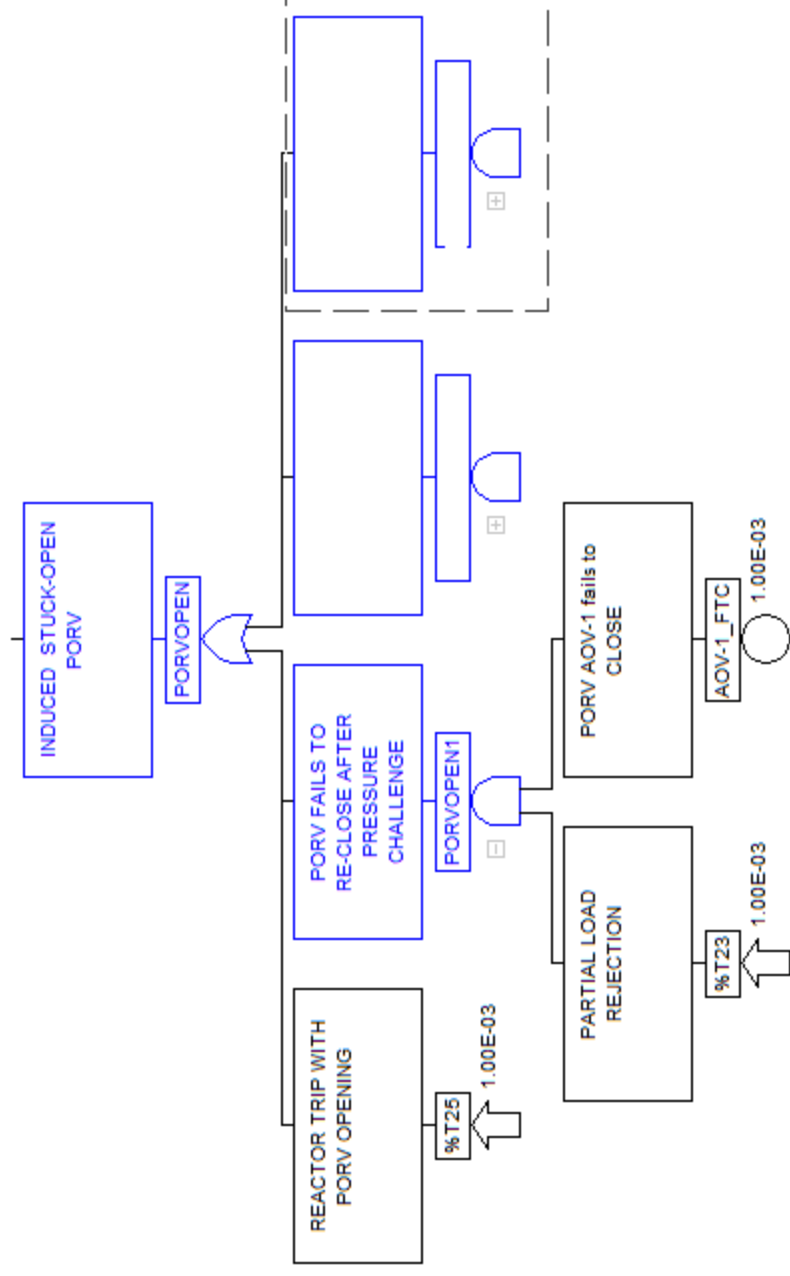 INDUCED STUCK-OPEN
PORV
PORVOPEN
REACTOR TRIP WITH
PORV OPENING
%T25
1.00E-03
PORV FAILS TO
RE-CLOSE AFTER
PRESSURE
CHALLENGE
PORVOPEN1
PARTIAL LOAD
REJECTION
%T23
1.00E-03
PORV AOV-1 fails to
CLOSE
AOV-1_FTC
1.00E-03